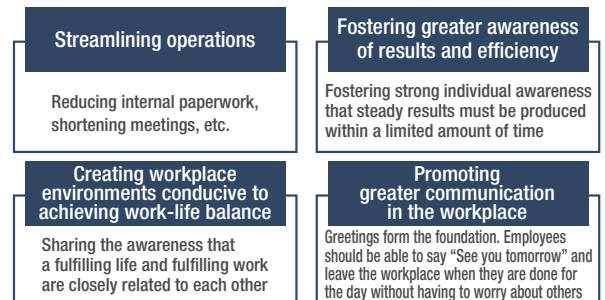 Streamlining operations
Reducing internal paperwork,
shortening meetings, etc.
Fostering greater awareness
of results and efficiency
Fostering strong individual awareness
that steady results must be produced
within a limited amount of time
Creating workplace
environments conducive to
achieving work-life balance
Sharing the awareness that
a fulfilling life and fulfilling work
are closely related to each other
Promoting
greater communication
in the workplace
Greetings form the foundation. Employees
should be able to say “See you tomorrow” and
leave the workplace when they are done for
the day without having to worry about others